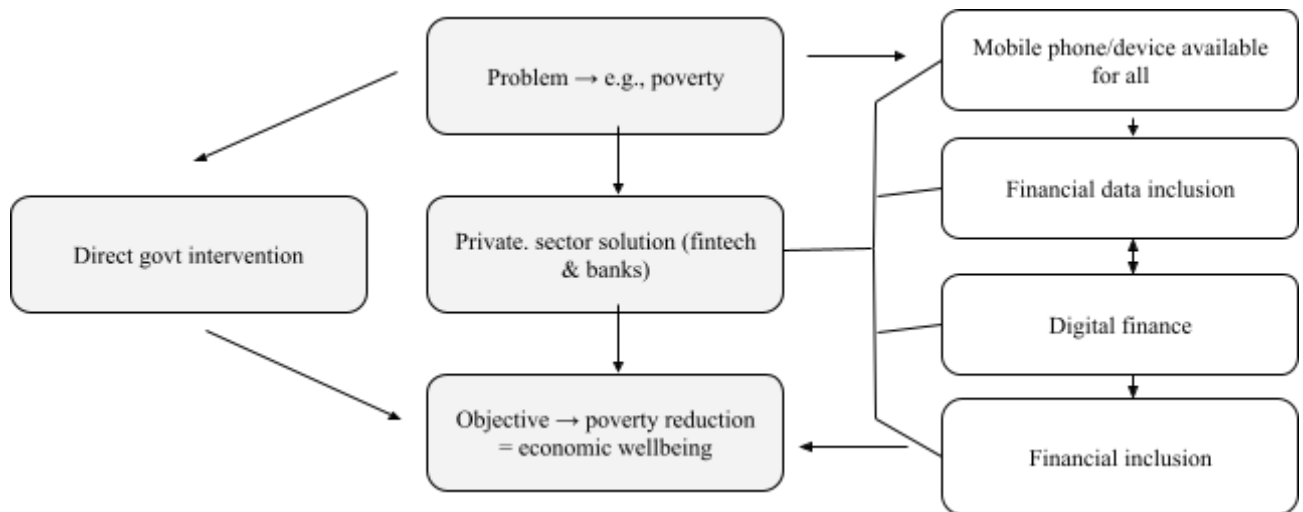 Problem → e.g., poverty
Mobile phone/device available
for all
Direct govt intervention
Private. sector solution (fintech
& banks)
Financial data inclusion
Digital finance
Objective → poverty reduction
= economic wellbeing
Financial inclusion